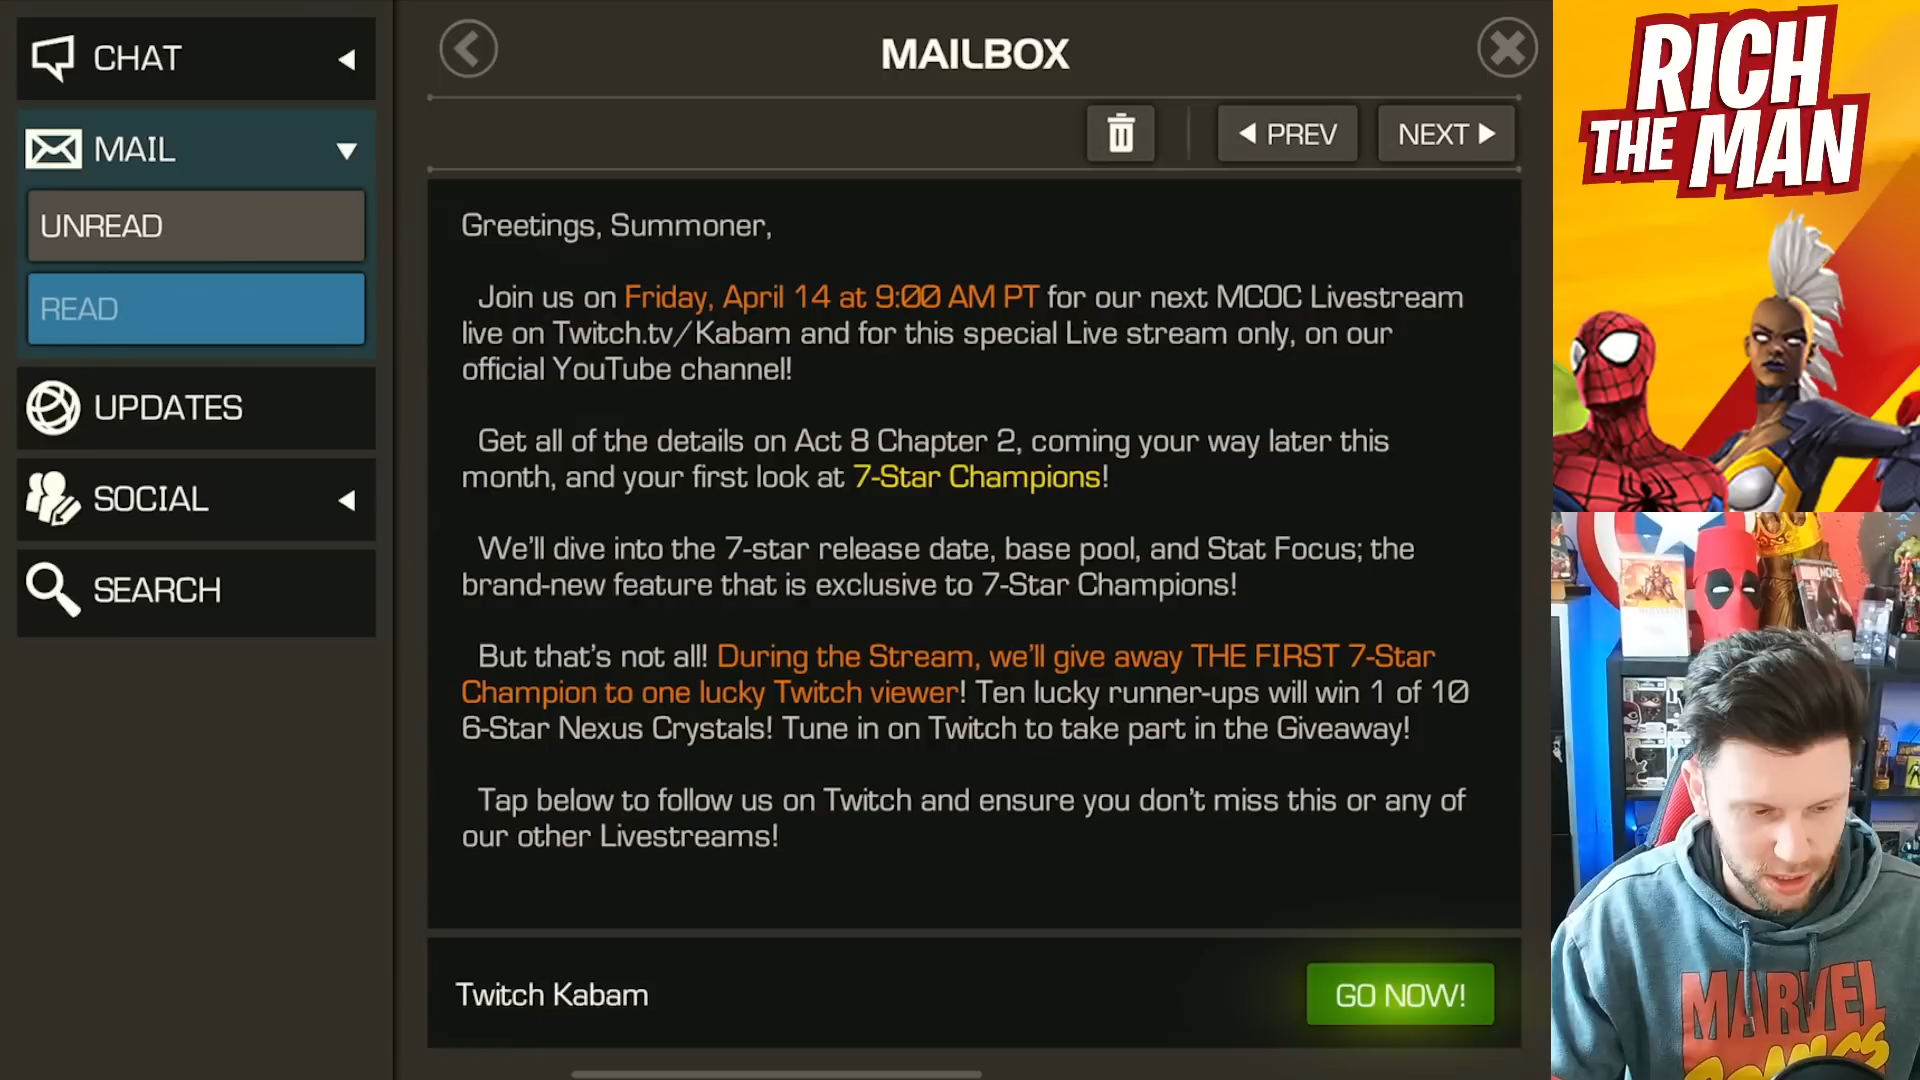 CHAT
MAIL
UNREAD
READ
UPDATES
SOCIAL
SEARCH
MAILBOX
PREV
NEXT
Greetings, Summoner,
Join us on Friday, April 14 at 9:00 AM PT for our next MCOC Livestream
live on Twitch.tv/Kabam and for this special Live stream only, on our
official YouTube channel!
Get all of the details on Act 8 Chapter 2, coming your way later this
month, and your first look at 7-Star Champions!
We'll dive into the 7-star release date, base pool, and Stat Focus; the
brand-new feature that is exclusive to 7-Star Champions!
But that's not all! During the Stream, we'll give away THE FIRST 7-Star
Champion to one lucky Twitch viewer! Ten lucky runner-ups will win 1 of 10
6-Star Nexus Crystals! Tune in on Twitch to take part in the Giveaway!
Tap below to follow us on Twitch and ensure you don't miss this or any of
our other Livestreams!
Twitch Kabam
GO NOW!
RICH
THE MAN
MARVEL
COMICS